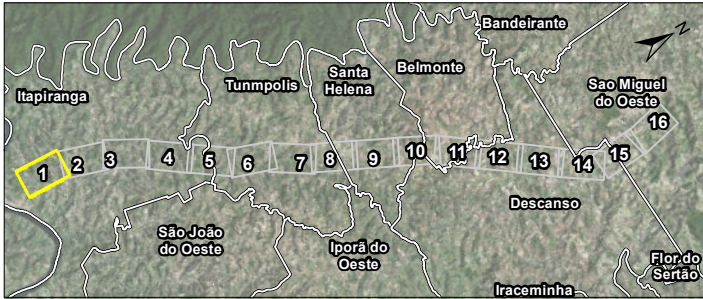 Bandeirante
N
Santa
Helena
Belmonte
Tunmpolis
Itapiranga
Sao Miguel
do Oeste
1
2
3
4
5
6
7
8
9
10
11
12
13
14
15
16
Descanso
São João
do Oeste
Iporã do
Oeste
Flor do
Sertão
Iraceminha